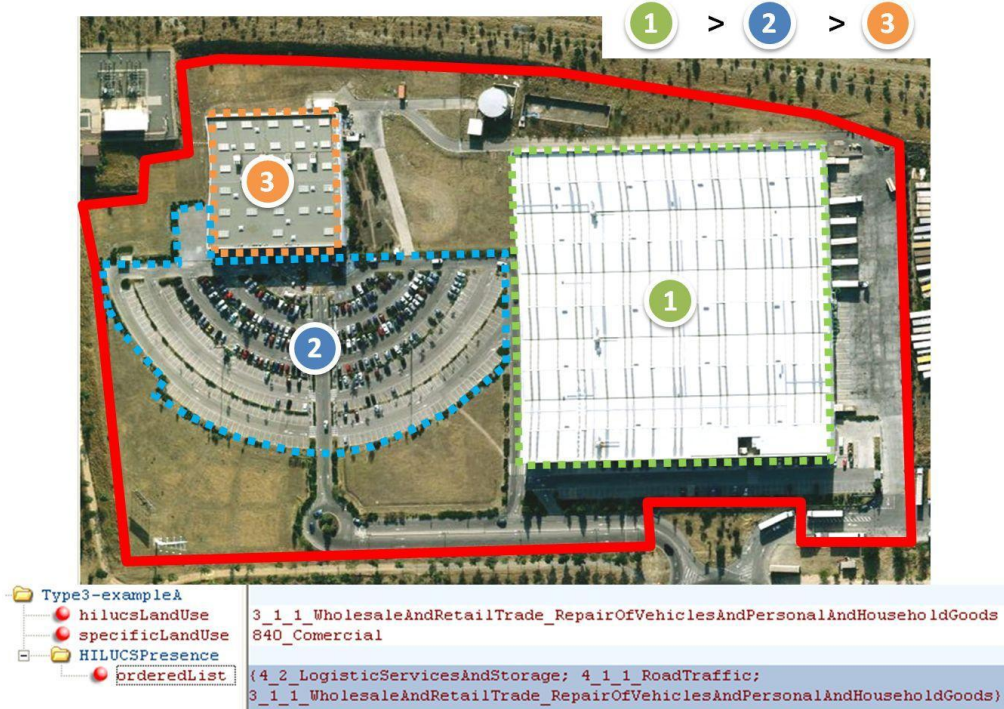 1 > 2 > 3
3
1
2
Type3-exampleA
hilucsLandUse 3_1_1_WholesaleAndRetailTrade_RepairOfVehiclesAndPersonalAndHouseholdGoods
specificLandUse 840_Comercial
HILUCSPresence
orderedList {4_2_LogisticServicesAndStorage; 4_1_1_RoadTraffic;
3_1_1_WholesaleAndRetailTrade_RepairOfVehiclesAndPersonalAndHouseholdGoods}